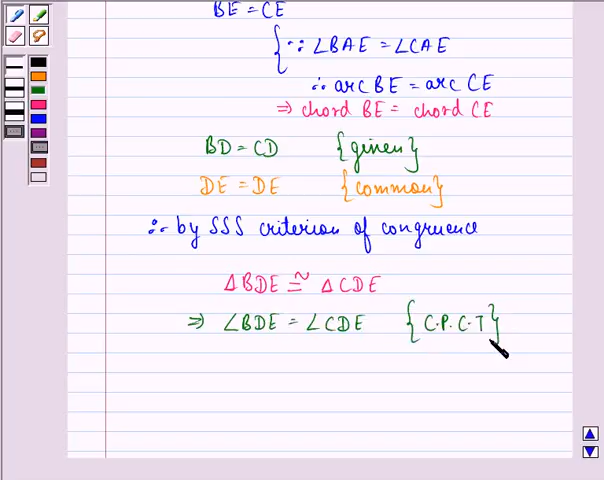 BE = CE
{∵ ∠BAE = ∠CAE
∴ arc BE = arc CE
⇒ chord BE = chord CE
BD = CD {given}
DE = DE {common}
∴ by SSS criterion of congruence
ΔBDE ≅ ΔCDE
⇒ ∠BDE = ∠CDE {C.P.C.T}